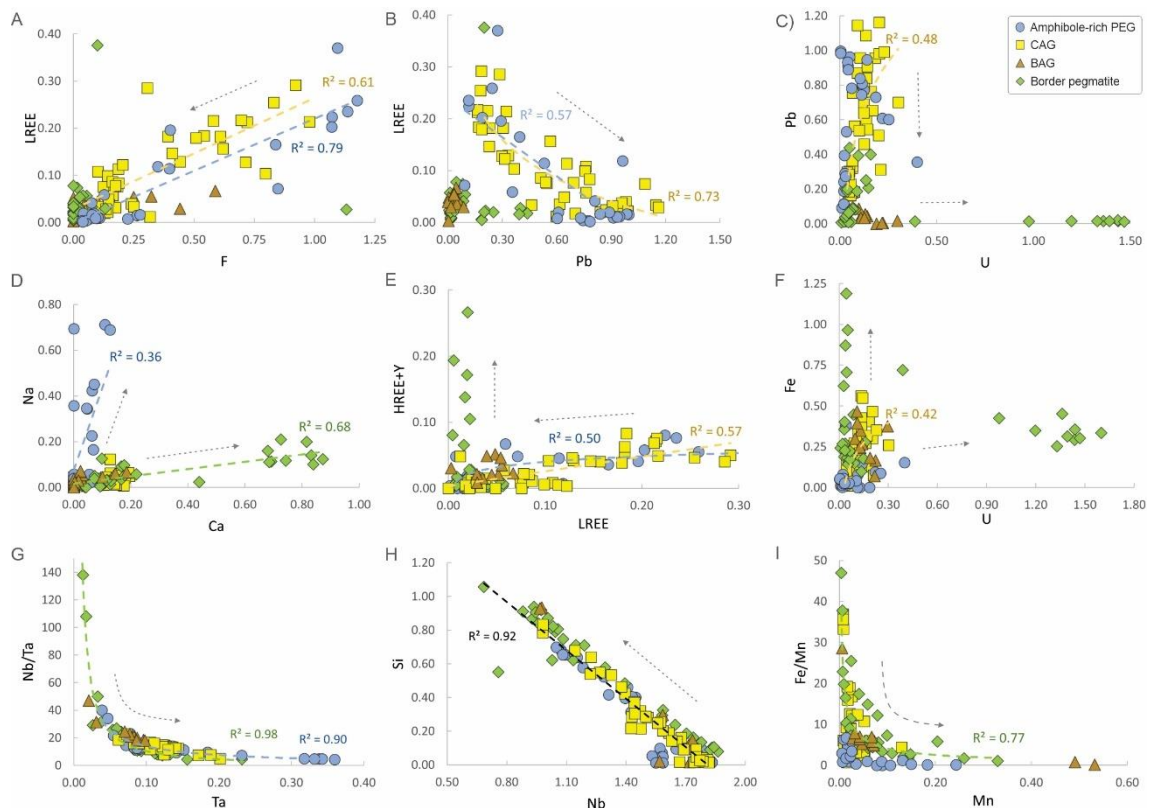 A
LREE
0.40
0.30
0.20
0.10
0.00
0.00 0.25 0.50 0.75 1.00 1.25
F
R² = 0.61
R² = 0.79
B
LREE
0.40
0.30
0.20
0.10
0.00
0.00 0.30 0.60 0.90 1.20 1.50
Pb
R² = 0.57
R² = 0.73
C)
Pb
1.20
1.00
0.80
0.60
0.40
0.20
0.00
0.00 0.50 1.00 1.50
U
R² = 0.48
Amphibole-rich PEG
CAG
BAG
Border pegmatite
D
Na
0.80
0.60
0.40
0.20
0.00
0.00 0.20 0.40 0.60 0.80 1.00
Ca
R² = 0.36
R² = 0.68
E
HREE+Y
0.40
0.30
0.20
0.10
0.00
0.00 0.10 0.20 0.30
LREE
R² = 0.50
R² = 0.57
F
Fe
1.25
1.00
0.75
0.50
0.25
0.00
0.00 0.30 0.60 0.90 1.20 1.50 1.80
U
R² = 0.42
G
Nb/Ta
140
120
100
80
60
40
20
0
0.00 0.10 0.20 0.30 0.40
Ta
R² = 0.98
R² = 0.90
H
Si
1.20
1.00
0.80
0.60
0.40
0.20
0.00
0.50 0.80 1.10 1.40 1.70 2.00
Nb
R² = 0.92
I
Fe/Mn
50
40
30
20
10
0
0.00 0.20 0.40 0.60
Mn
R² = 0.77